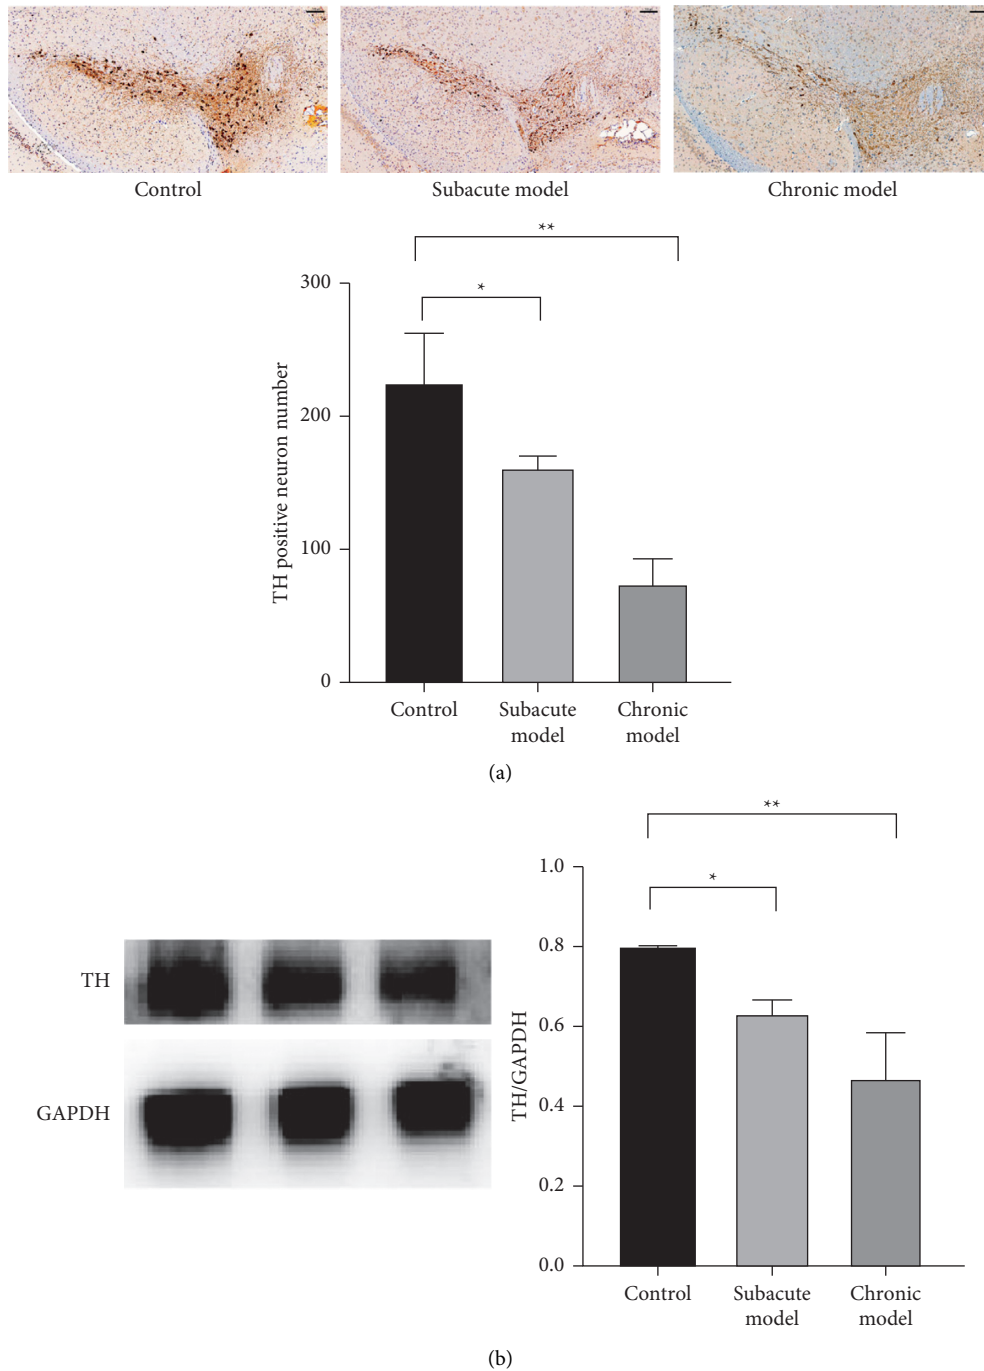 Control
Subacute model
Chronic model
**
*
300
200
100
0
TH positive neuron number
Control
Subacute
model
Chronic
model
(a)
**
*
TH
GAPDH
1.0
0.8
0.6
0.4
0.2
0.0
TH/GAPDH
Control
Subacute
model
Chronic
model
(b)